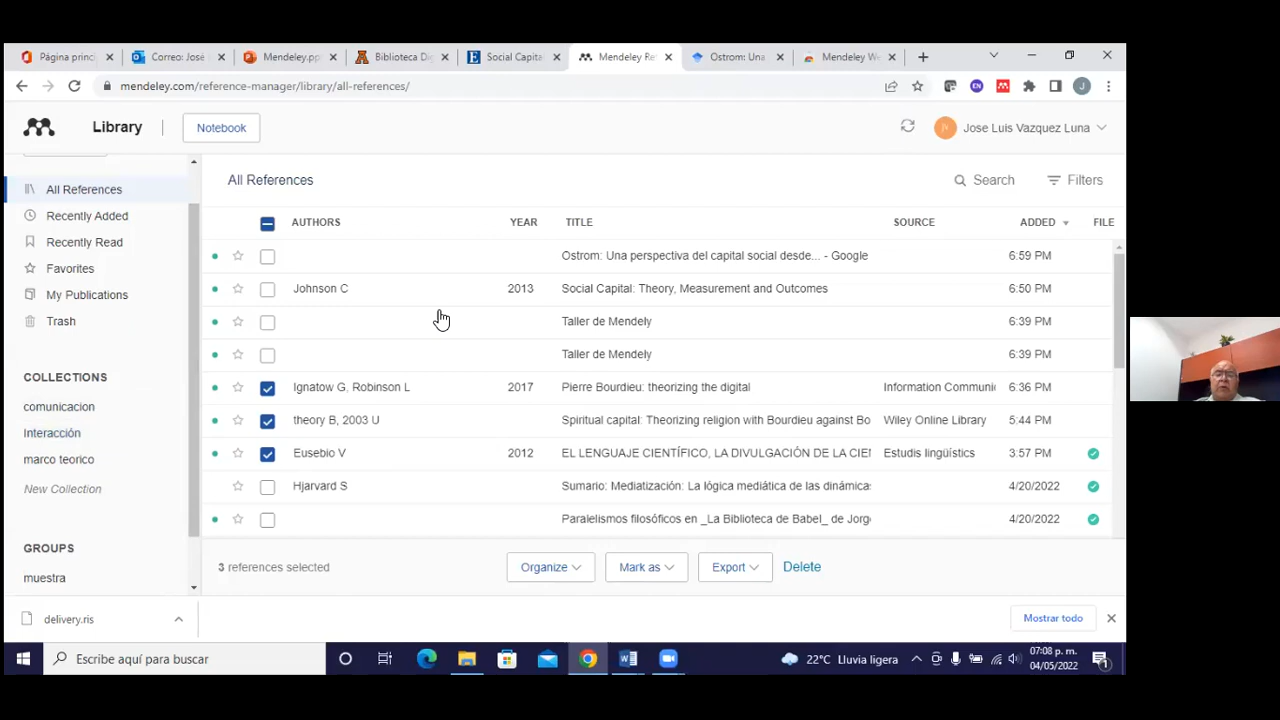 Página princi
Correo: José
Mendeley.pp
Biblioteca Di
Social Capita
Mendeley Re
Ostrom: Una
Mendeley W
mendeley.com/reference-manager/library/all-references/
EN
J
Library
Notebook
Jose Luis Vazquez Luna
All References
Recently Added
Recently Read
Favorites
My Publications
Trash
COLLECTIONS
comunicacion
Interacción
marco teorico
New Collection
GROUPS
muestra
All References
Search
Filters
AUTHORS YEAR TITLE SOURCE ADDED FILE
Ostrom: Una perspectiva del capital social desde... - Google 6:59 PM
Johnson C 2013 Social Capital: Theory, Measurement and Outcomes 6:50 PM
Taller de Mendely 6:39 PM
Taller de Mendely 6:39 PM
Ignatow G, Robinson L 2017 Pierre Bourdieu: theorizing the digital Information Communic 6:36 PM
theory B, 2003 U Spiritual capital: Theorizing religion with Bourdieu against Bo Wiley Online Library 5:44 PM
Eusebio V 2012 EL LENGUAJE CIENTÍFICO, LA DIVULGACIÓN DE LA CIEN Estudis lingüístics 3:57 PM
Hjarvard S Sumario: Mediatización: La lógica mediática de las dinámicas 4/20/2022
Paralelismos filosóficos en _La Biblioteca de Babel_ de Jorg 4/20/2022
3 references selected
Organize
Mark as
Export
Delete
delivery.ris
Mostrar todo
Escribe aquí para buscar
22°C Lluvia ligera
07:08 p. m.
04/05/2022
1